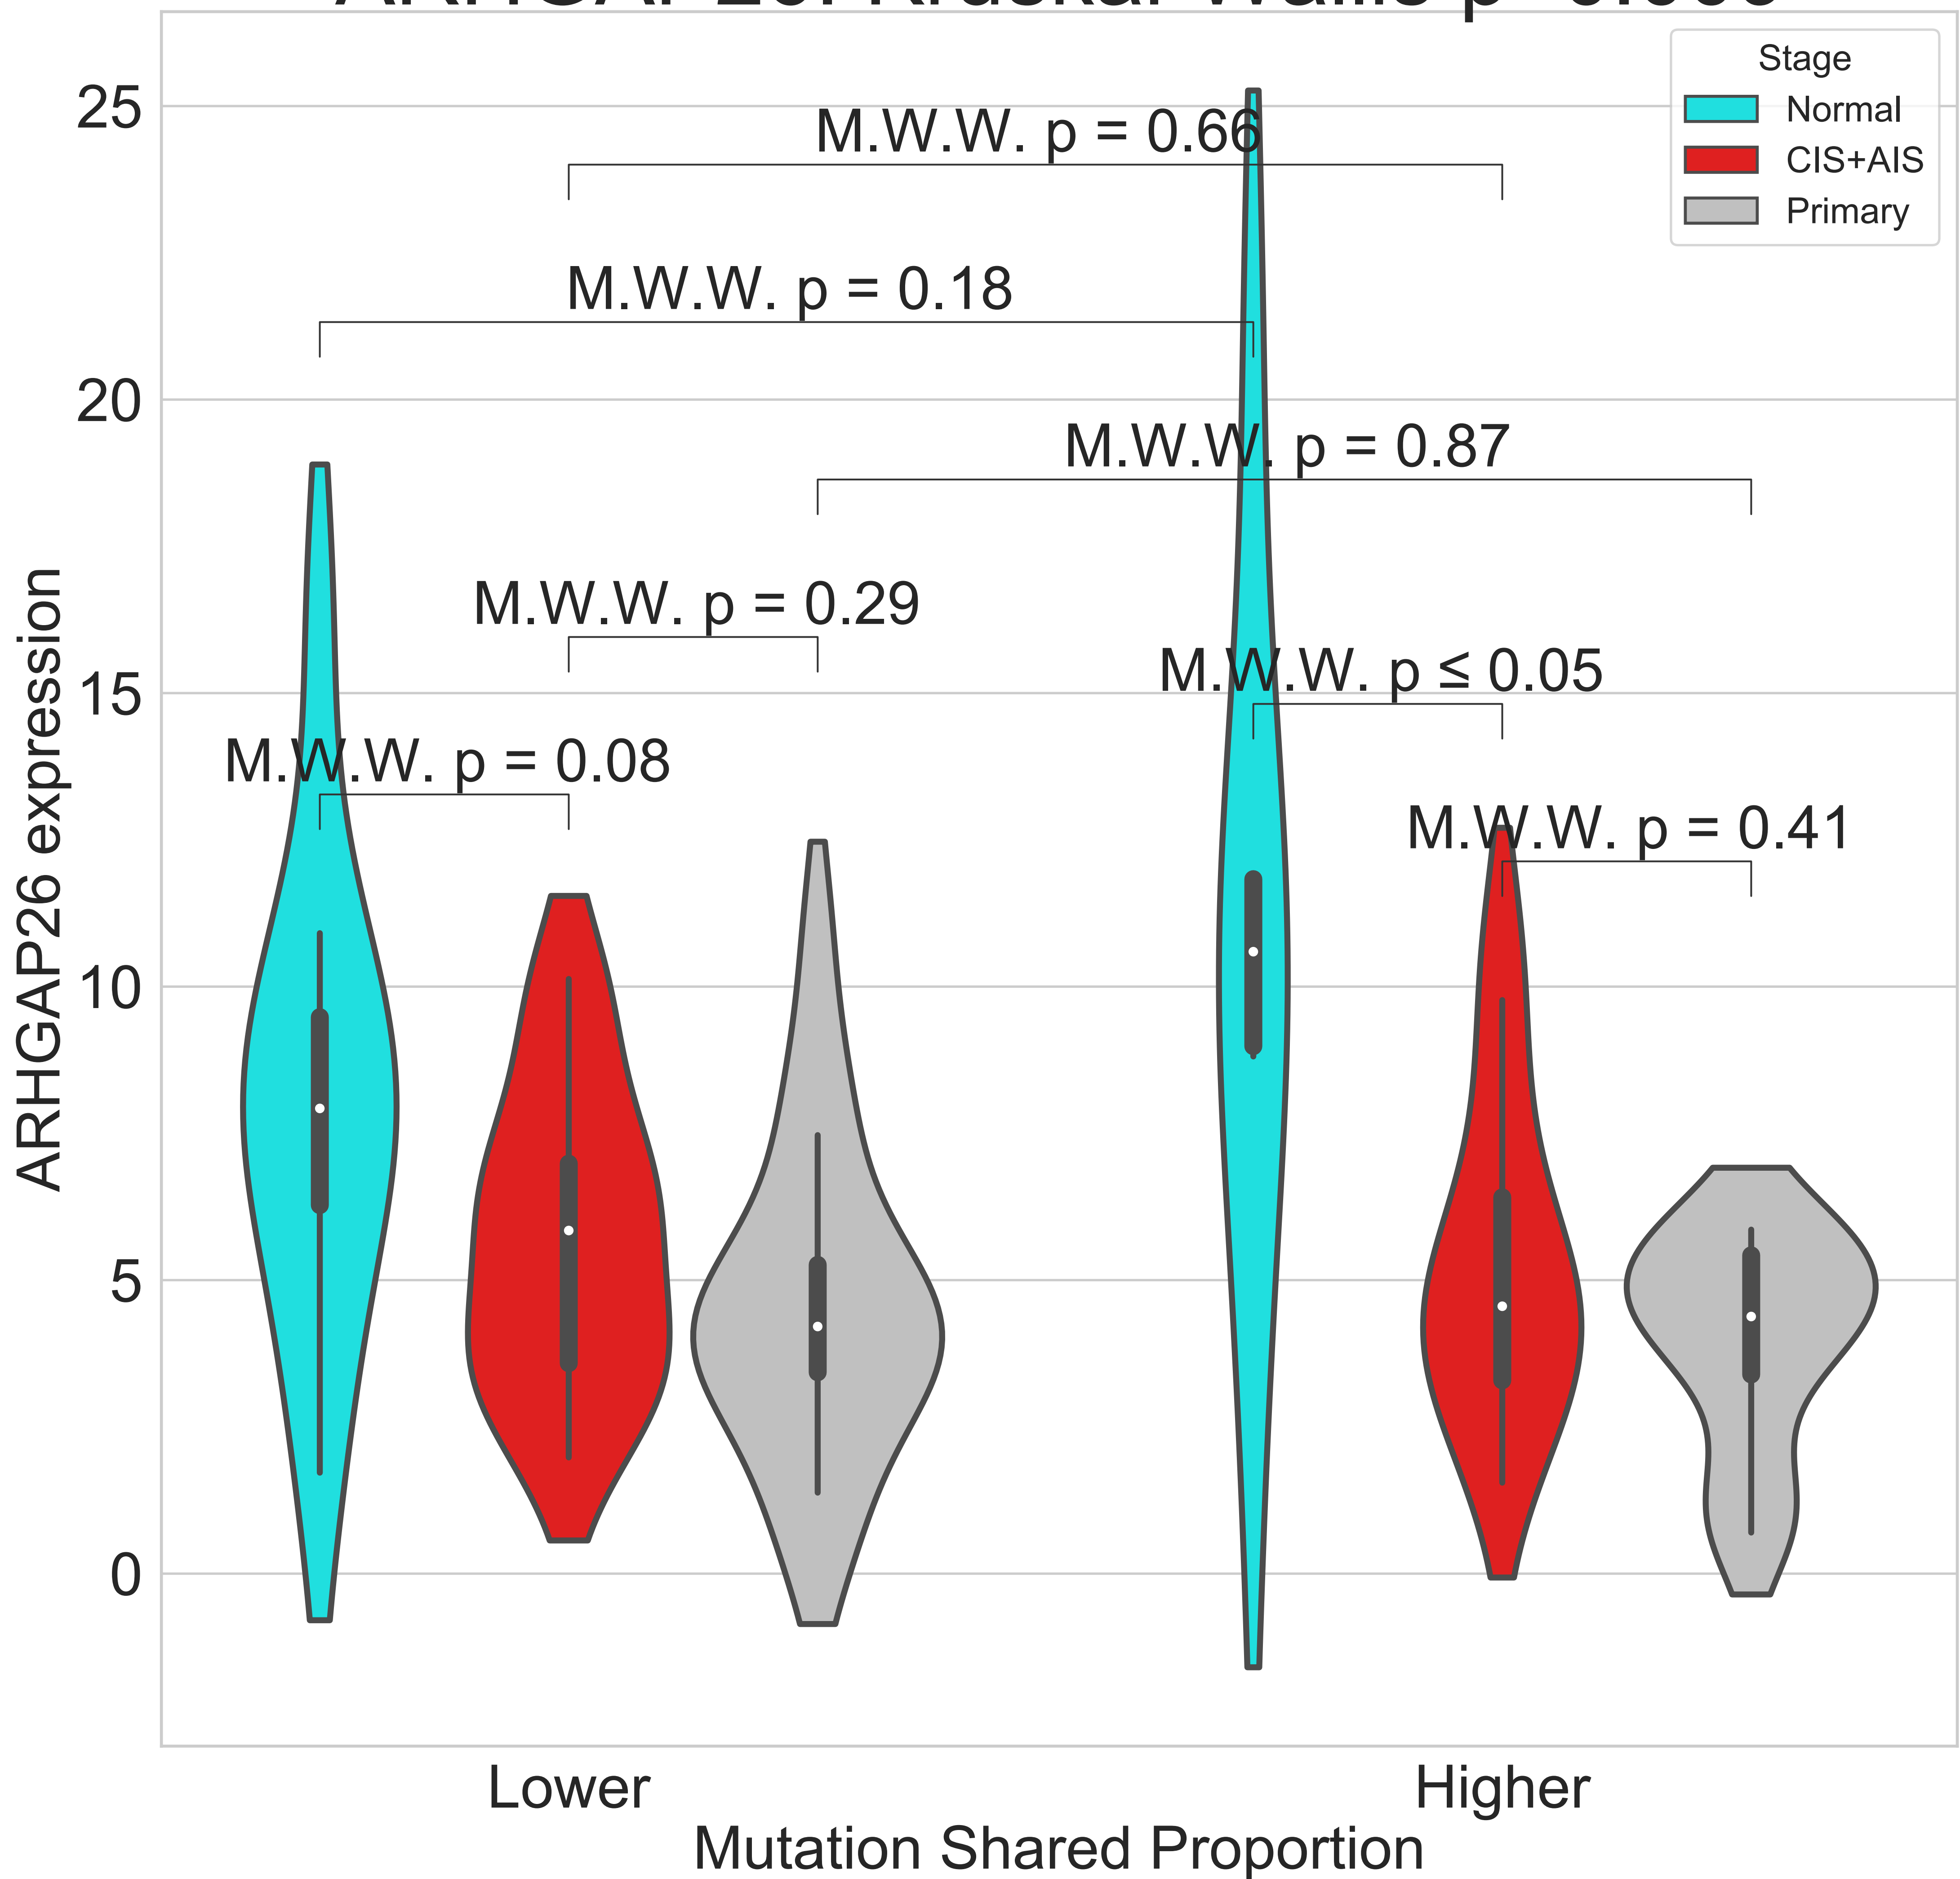 Stage
Normal
CIS+AIS
Primary
25
20
15
10
5
0
ARHGAP26 expression
M.W.W. p = 0.66
M.W.W. p = 0.18
M.W.W. p = 0.87
M.W.W. p = 0.29
M.W.W. p ≤ 0.05
M.W.W. p = 0.08
M.W.W. p = 0.41
Lower
Higher
Mutation Shared Proportion